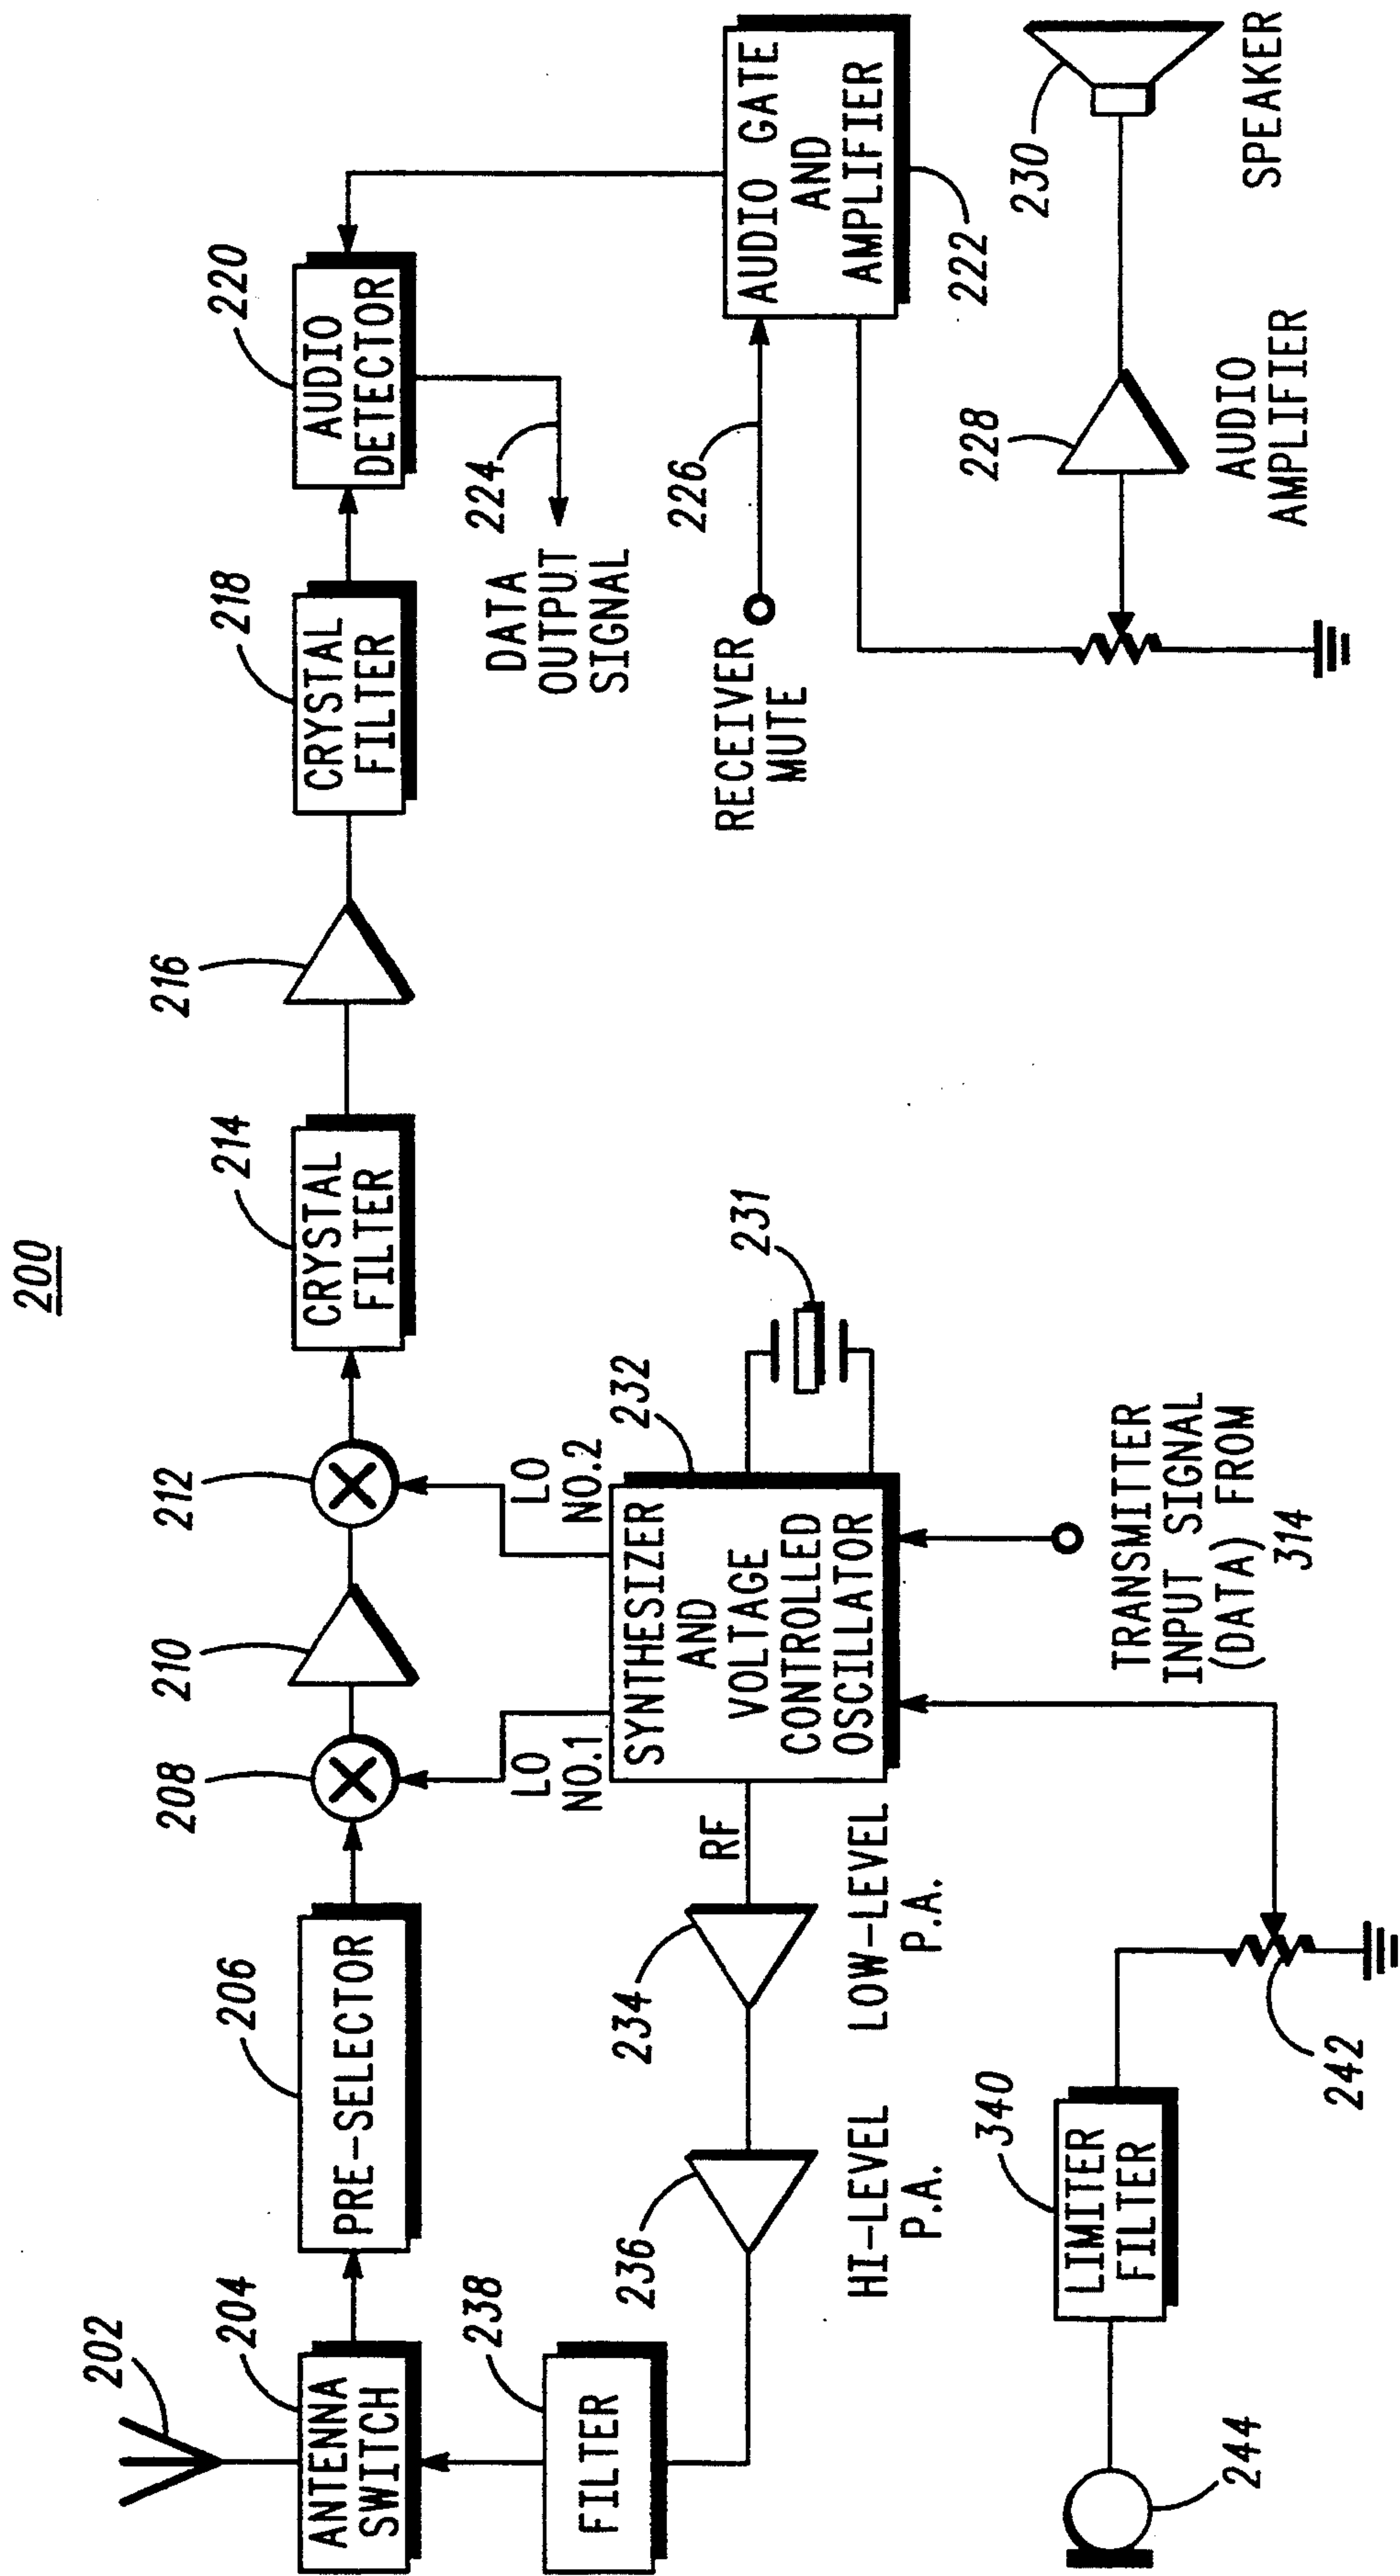 200
202
204
ANTENNA
SWITCH
206
PRE-SELECTOR
208
210
212
214
CRYSTAL
FILTER
216
218
CRYSTAL
FILTER
220
AUDIO
DETECTOR
224
DATA
OUTPUT
SIGNAL
LO
NO.1
LO
NO.2
238
FILTER
236
HI-LEVEL
P.A.
234
LOW-LEVEL
P.A.
RF
232
SYNTHESIZER
AND
VOLTAGE
CONTROLLED
OSCILLATOR
231
RECEIVER
MUTE
226
AUDIO GATE
AND
AMPLIFIER
222
244
340
LIMITER
FILTER
242
TRANSMITTER
INPUT SIGNAL
(DATA) FROM
314
228
AUDIO
AMPLIFIER
230
SPEAKER